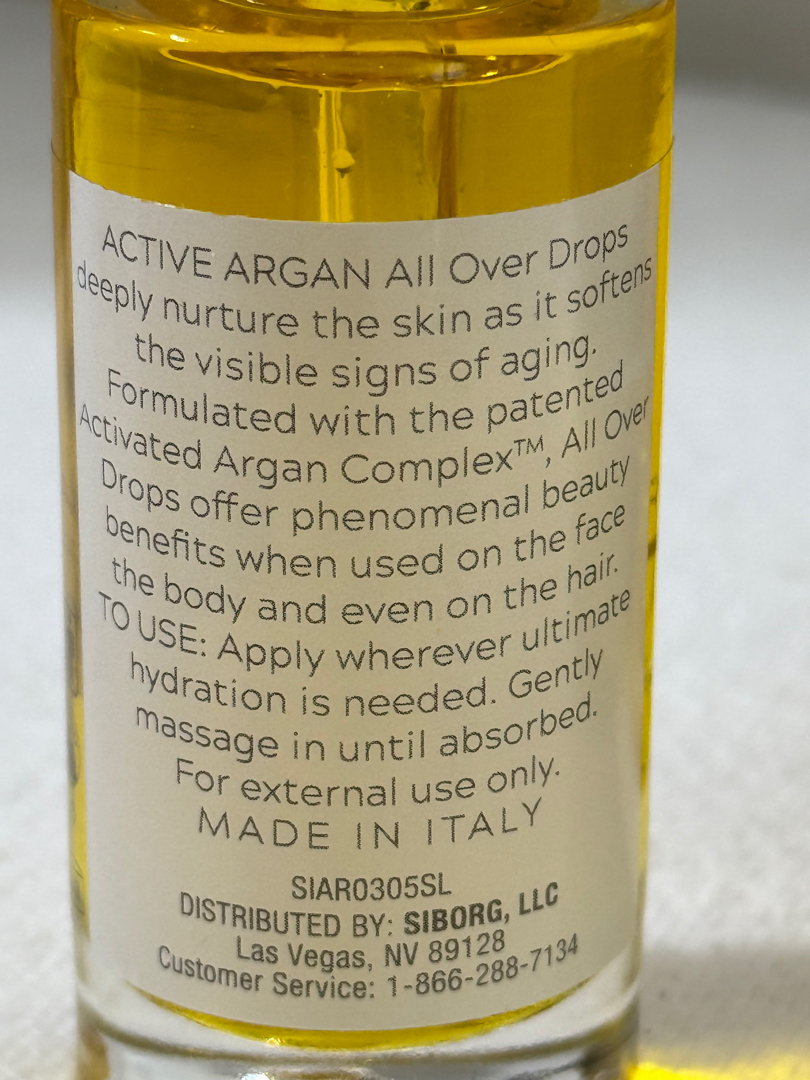 ACTIVE ARGAN All Over Drops
deeply nurture the skin as it softens
the visible signs of aging.
Formulated with the patented
Activated Argan Complex™, All Over
Drops offer phenomenal beauty
benefits when used on the face
the body and even on the hair.
TO USE: Apply wherever ultimate
hydration is needed. Gently
massage in until absorbed.
For external use only.
MADE IN ITALY
SIAR0305SL
DISTRIBUTED BY: SIBORG, LLC
Las Vegas, NV 89128
Customer Service: 1-866-288-7134